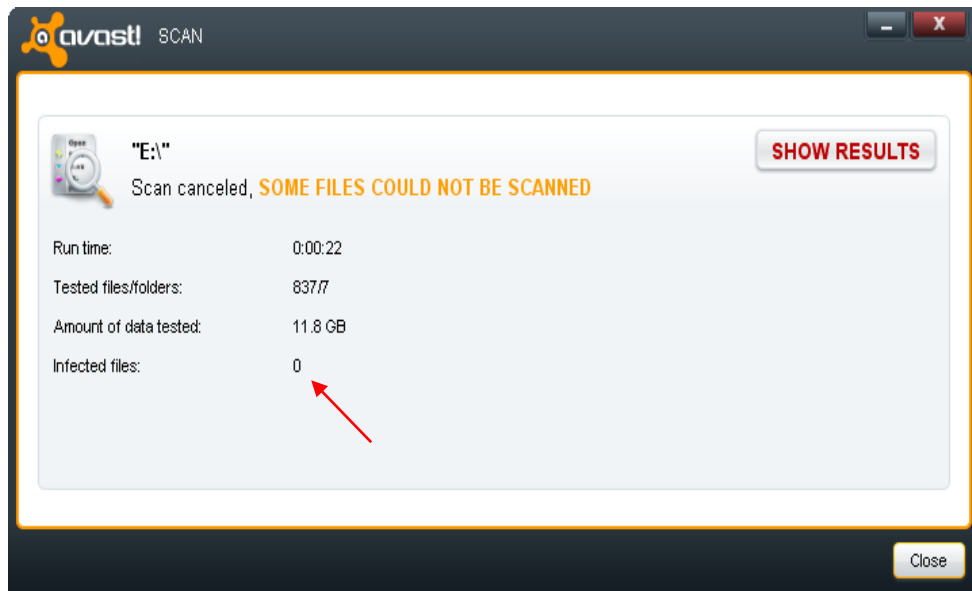 avast! SCAN
"E:\"
SHOW RESULTS
Scan canceled, SOME FILES COULD NOT BE SCANNED
Run time: 0:00:22
Tested files/folders: 837/7
Amount of data tested: 11.8 GB
Infected files: 0
Close